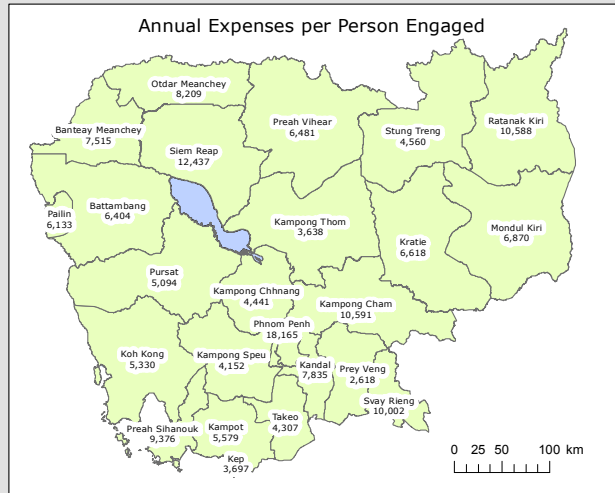 Annual Expenses per Person Engaged
Otdar Meanchey
8,209
Banteay Meanchey
7,515
Siem Reap
12,437
Preah Vihear
6,481
Stung Treng
4,560
Ratanak Kiri
10,588
Battambang
6,404
Pailin
6,133
Kampong Thom
3,638
Kratie
6,618
Mondul Kiri
6,870
Pursat
5,094
Kampong Chhnang
4,441
Kampong Cham
10,591
Phnom Penh
18,165
Koh Kong
5,330
Kampong Speu
4,152
Kandal
7,835
Prey Veng
2,618
Svay Rieng
10,002
Preah Sihanouk
9,376
Kampot
5,579
Takeo
4,307
Kep
3,697
0 25 50 100 km